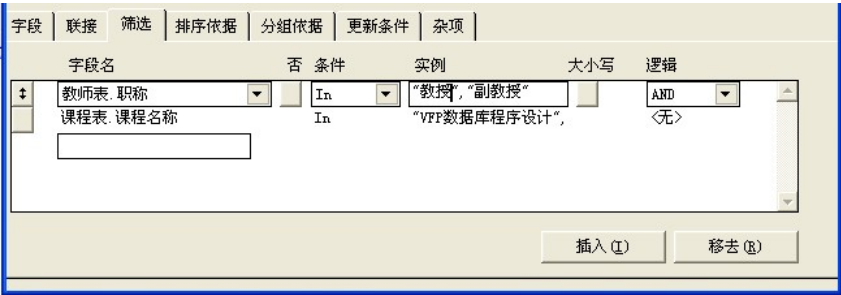 字段 联接 筛选 排序依据 分组依据 更新条件 杂项
字段名 否 条件 实例 大小写 逻辑
教师表.职称 In "教授","副教授" AND
课程表.课程名称 In "VFP数据库程序设计", <无>
插入(I) 移去(R)